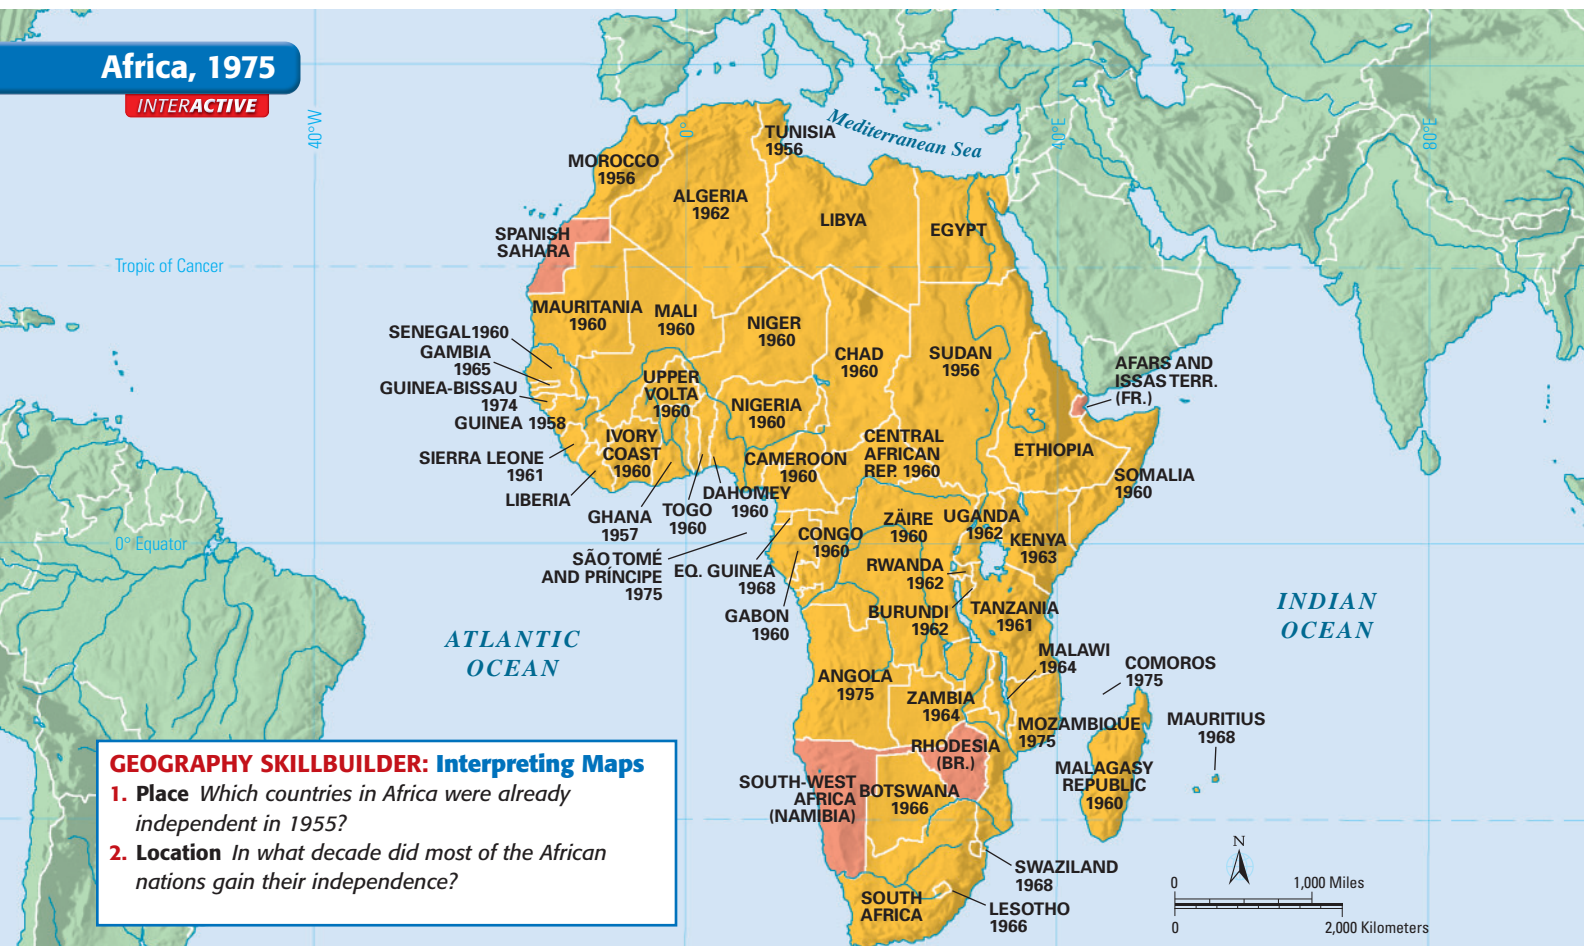 Africa, 1975
INTERACTIVE
40°W
0°
40°E
80°E
Mediterranean Sea
TUNISIA
1956
MOROCCO
1956
ALGERIA
1962
LIBYA
EGYPT
SPANISH
SAHARA
Tropic of Cancer
MAURITANIA
1960
MALI
1960
NIGER
1960
CHAD
1960
SUDAN
1956
SENEGAL1960
GAMBIA
1965
GUINEA-BISSAU
1974
GUINEA 1958
UPPER
VOLTA
1960
NIGERIA
1960
AFARS AND
ISSAS TERR.
(FR.)
IVORY
COAST
1960
SIERRA LEONE
1961
LIBERIA
CAMEROON
1960
CENTRAL
AFRICAN
REP. 1960
ETHIOPIA
SOMALIA
1960
GHANA
1957
TOGO
1960
DAHOMEY
1960
0° Equator
SÃO TOMÉ
AND PRÍNCIPE
1975
EQ. GUINEA
1968
GABON
1960
CONGO
1960
ZÄIRE
1960
UGANDA
1962
KENYA
1963
RWANDA
1962
BURUNDI
1962
TANZANIA
1961
ATLANTIC
OCEAN
INDIAN
OCEAN
ANGOLA
1975
ZAMBIA
1964
MALAWI
1964
COMOROS
1975
MOZAMBIQUE
1975
MAURITIUS
1968
RHODESIA
(BR.)
MALAGASY
REPUBLIC
1960
SOUTH-WEST
AFRICA
(NAMIBIA)
BOTSWANA
1966
SWAZILAND
1968
SOUTH
AFRICA
LESOTHO
1966
GEOGRAPHY SKILLBUILDER: Interpreting Maps
1. Place Which countries in Africa were already
independent in 1955?
2. Location In what decade did most of the African
nations gain their independence?
N
0 1,000 Miles
0 2,000 Kilometers